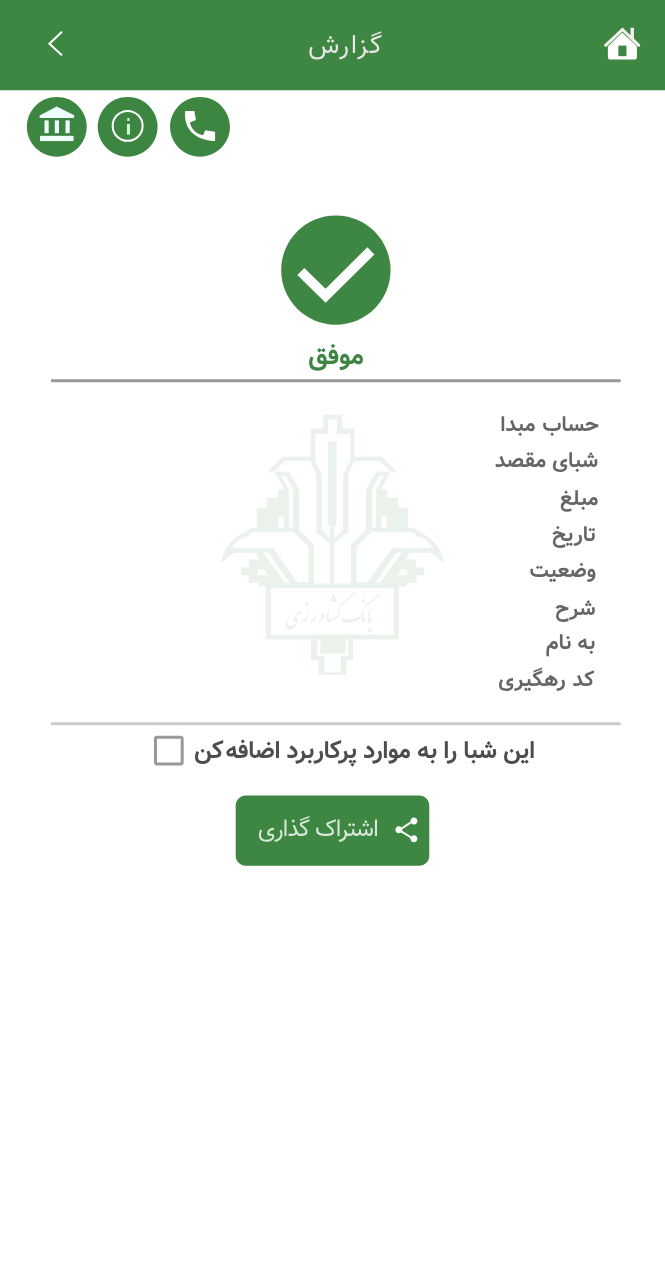 گزارش
موفق
حساب مبدا
شبای مقصد
مبلغ
تاریخ
وضعیت
شرح
به نام
کد رهگیری
بانک کشاورزی
این شبا را به موارد پرکاربرد اضافه کن
اشتراک گذاری